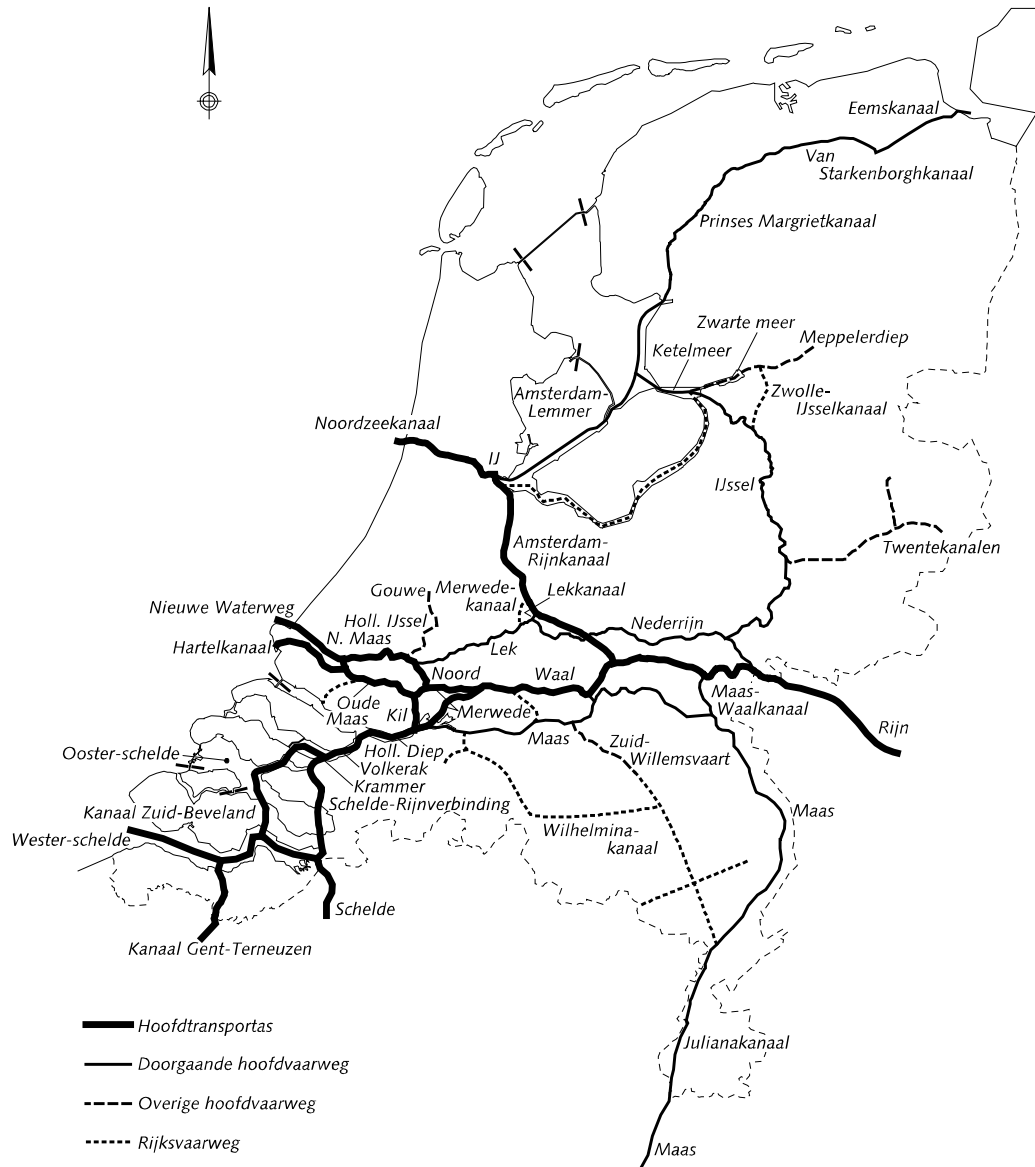 Eemskanaal
Van
Starkenborghkanaal
Prinses Margrietkanaal
Zwarte meer
Meppelerdiep
Ketelmeer
Amsterdam-
Lemmer
Zwolle-
IJsselkanaal
Noordzeekanaal
IJ
IJssel
Amsterdam-
Rijnkanaal
Twentekanalen
Gouwe
Merwede-
kanaal
Lekkanaal
Nieuwe Waterweg
Holl. IJssel
N. Maas
Nederrijn
Hartelkanaal
Lek
Noord
Waal
Oude
Maas
Kil
Merwede
Maas-
Waalkanaal
Rijn
Maas
Zuid-
Willemsvaart
Ooster-schelde
Holl. Diep
Volkerak
Krammer
Schelde-Rijnverbinding
Kanaal Zuid-Beveland
Maas
Wester-schelde
Wilhelmina-
kanaal
Schelde
Kanaal Gent-Terneuzen
Hoofdtransportas
Julianakanaal
Doorgaande hoofdvaarweg
Overige hoofdvaarweg
Rijksvaarweg
Maas